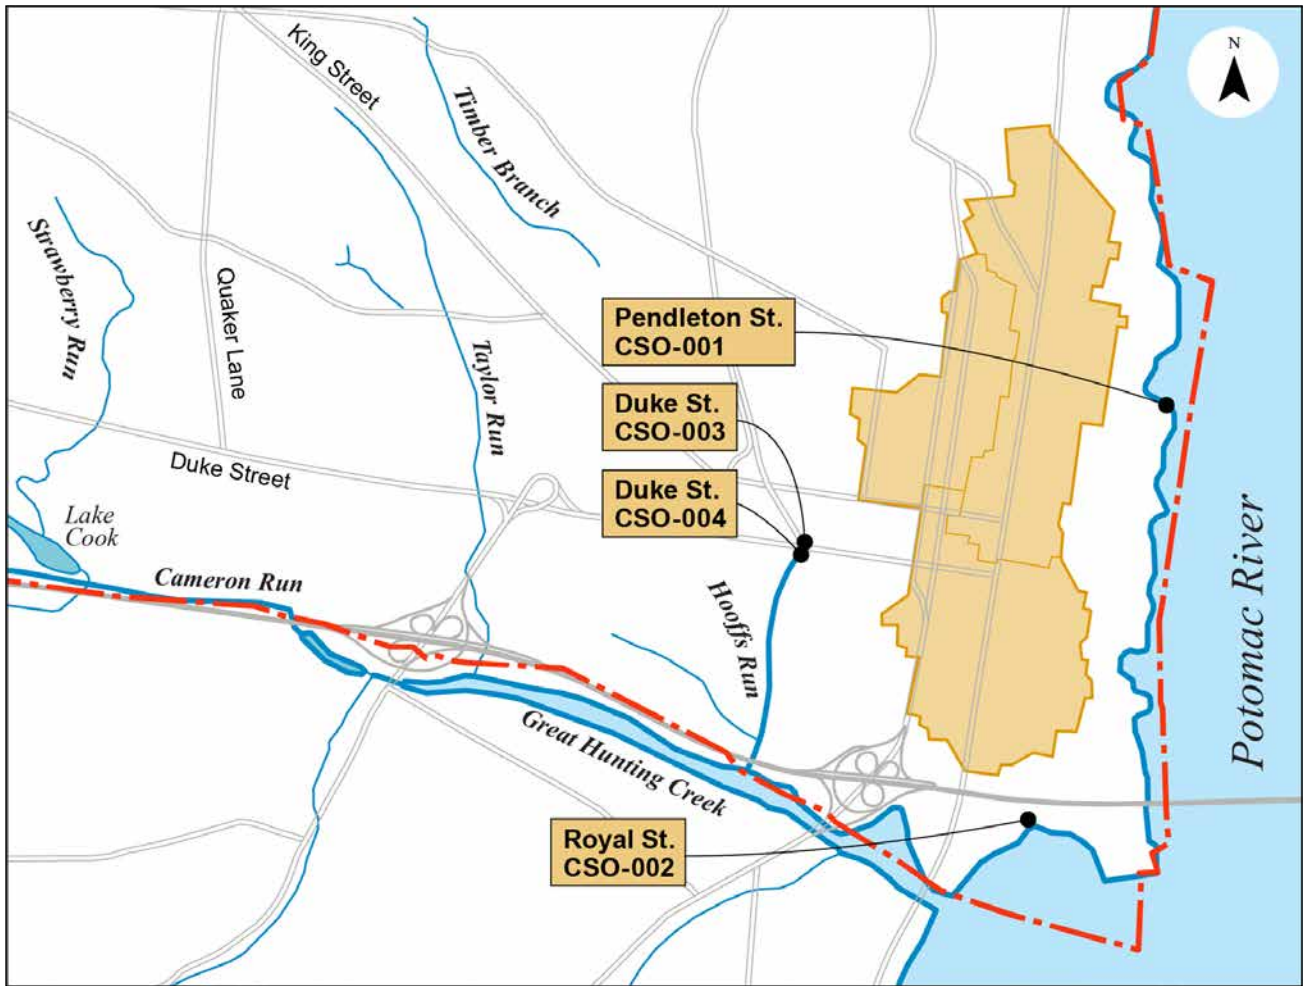 N
King Street
Timber Branch
Strawberry Run
Quaker Lane
Pendleton St.
CSO-001
Taylor Run
Duke St.
CSO-003
Duke Street
Duke St.
CSO-004
Lake
Cook
Cameron Run
Hooffs Run
Potomac River
Great Hunting Creek
Royal St.
CSO-002